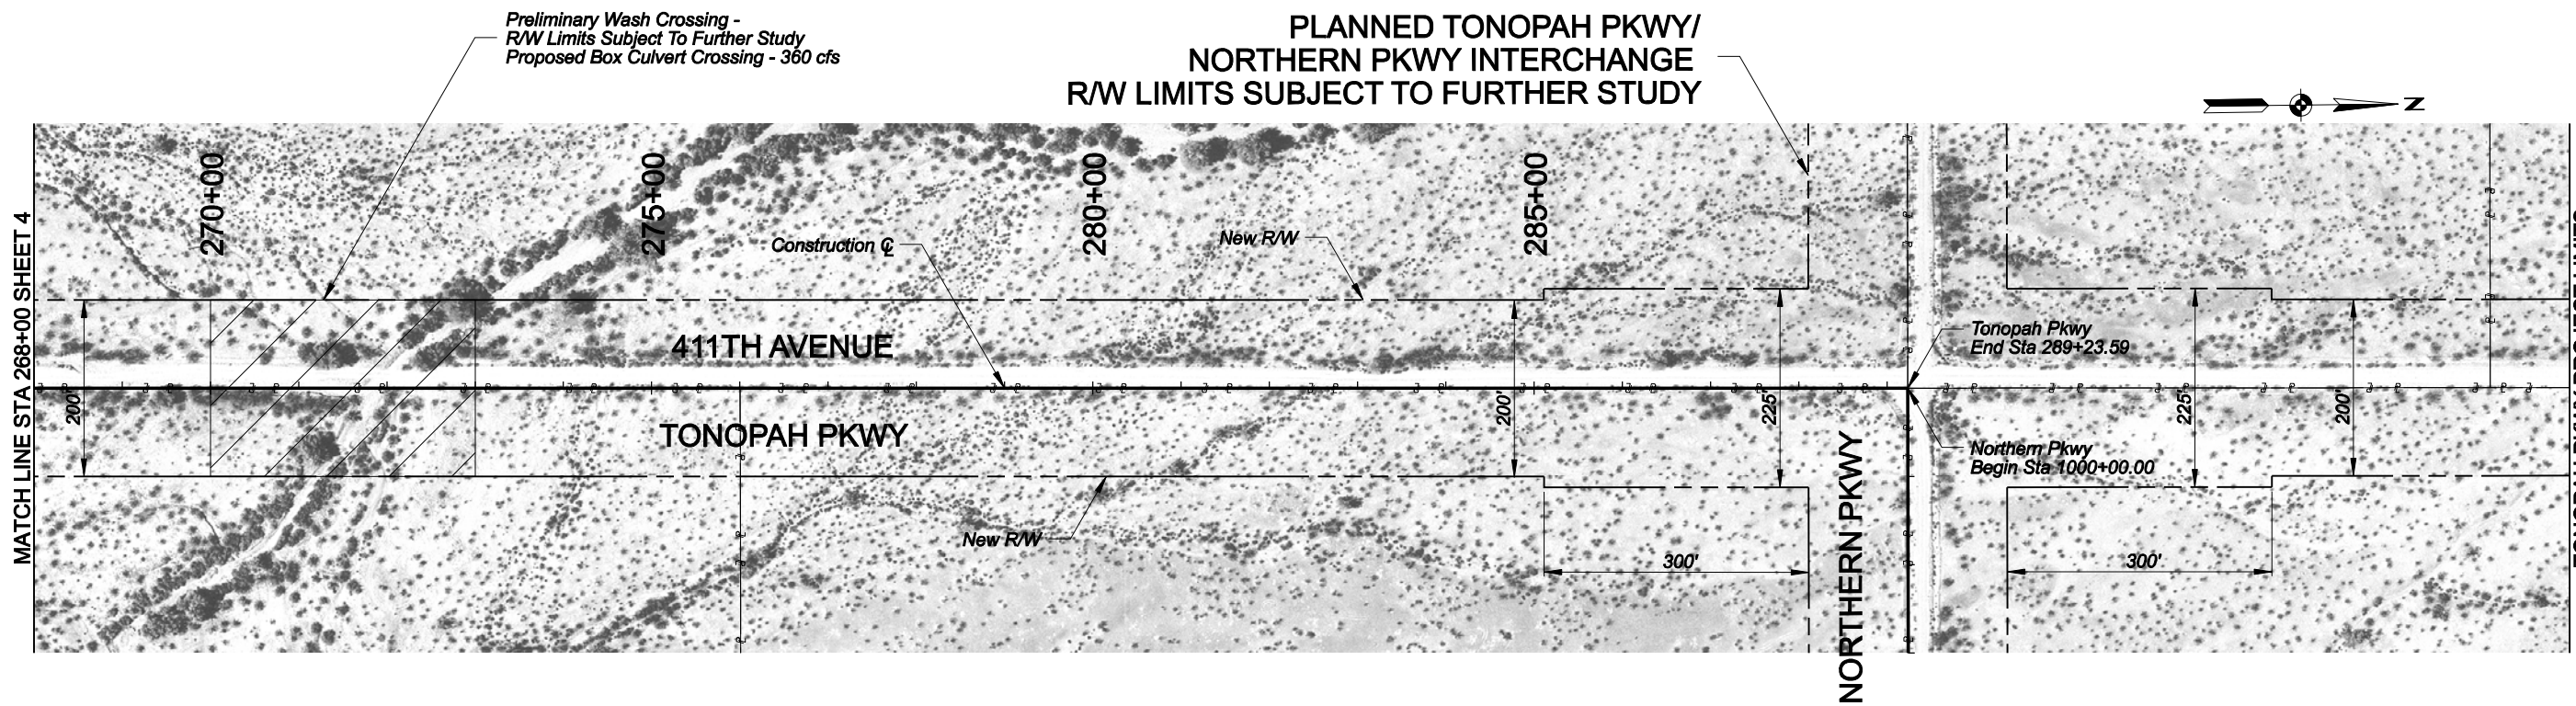 Preliminary Wash Crossing -
R/W Limits Subject To Further Study
Proposed Box Culvert Crossing - 360 cfs
PLANNED TONOPAH PKWY/
NORTHERN PKWY INTERCHANGE
R/W LIMITS SUBJECT TO FURTHER STUDY
N
MATCH LINE STA 268+00 SHEET 4
270+00
275+00
280+00
285+00
Construction ℄
New R/W
411TH AVENUE
TONOPAH PKWY
New R/W
200'
200'
225'
225'
200'
Tonopah Pkwy
End Sta 289+23.59
Northern Pkwy
Begin Sta 1000+00.00
300'
300'
NORTHERN PKWY